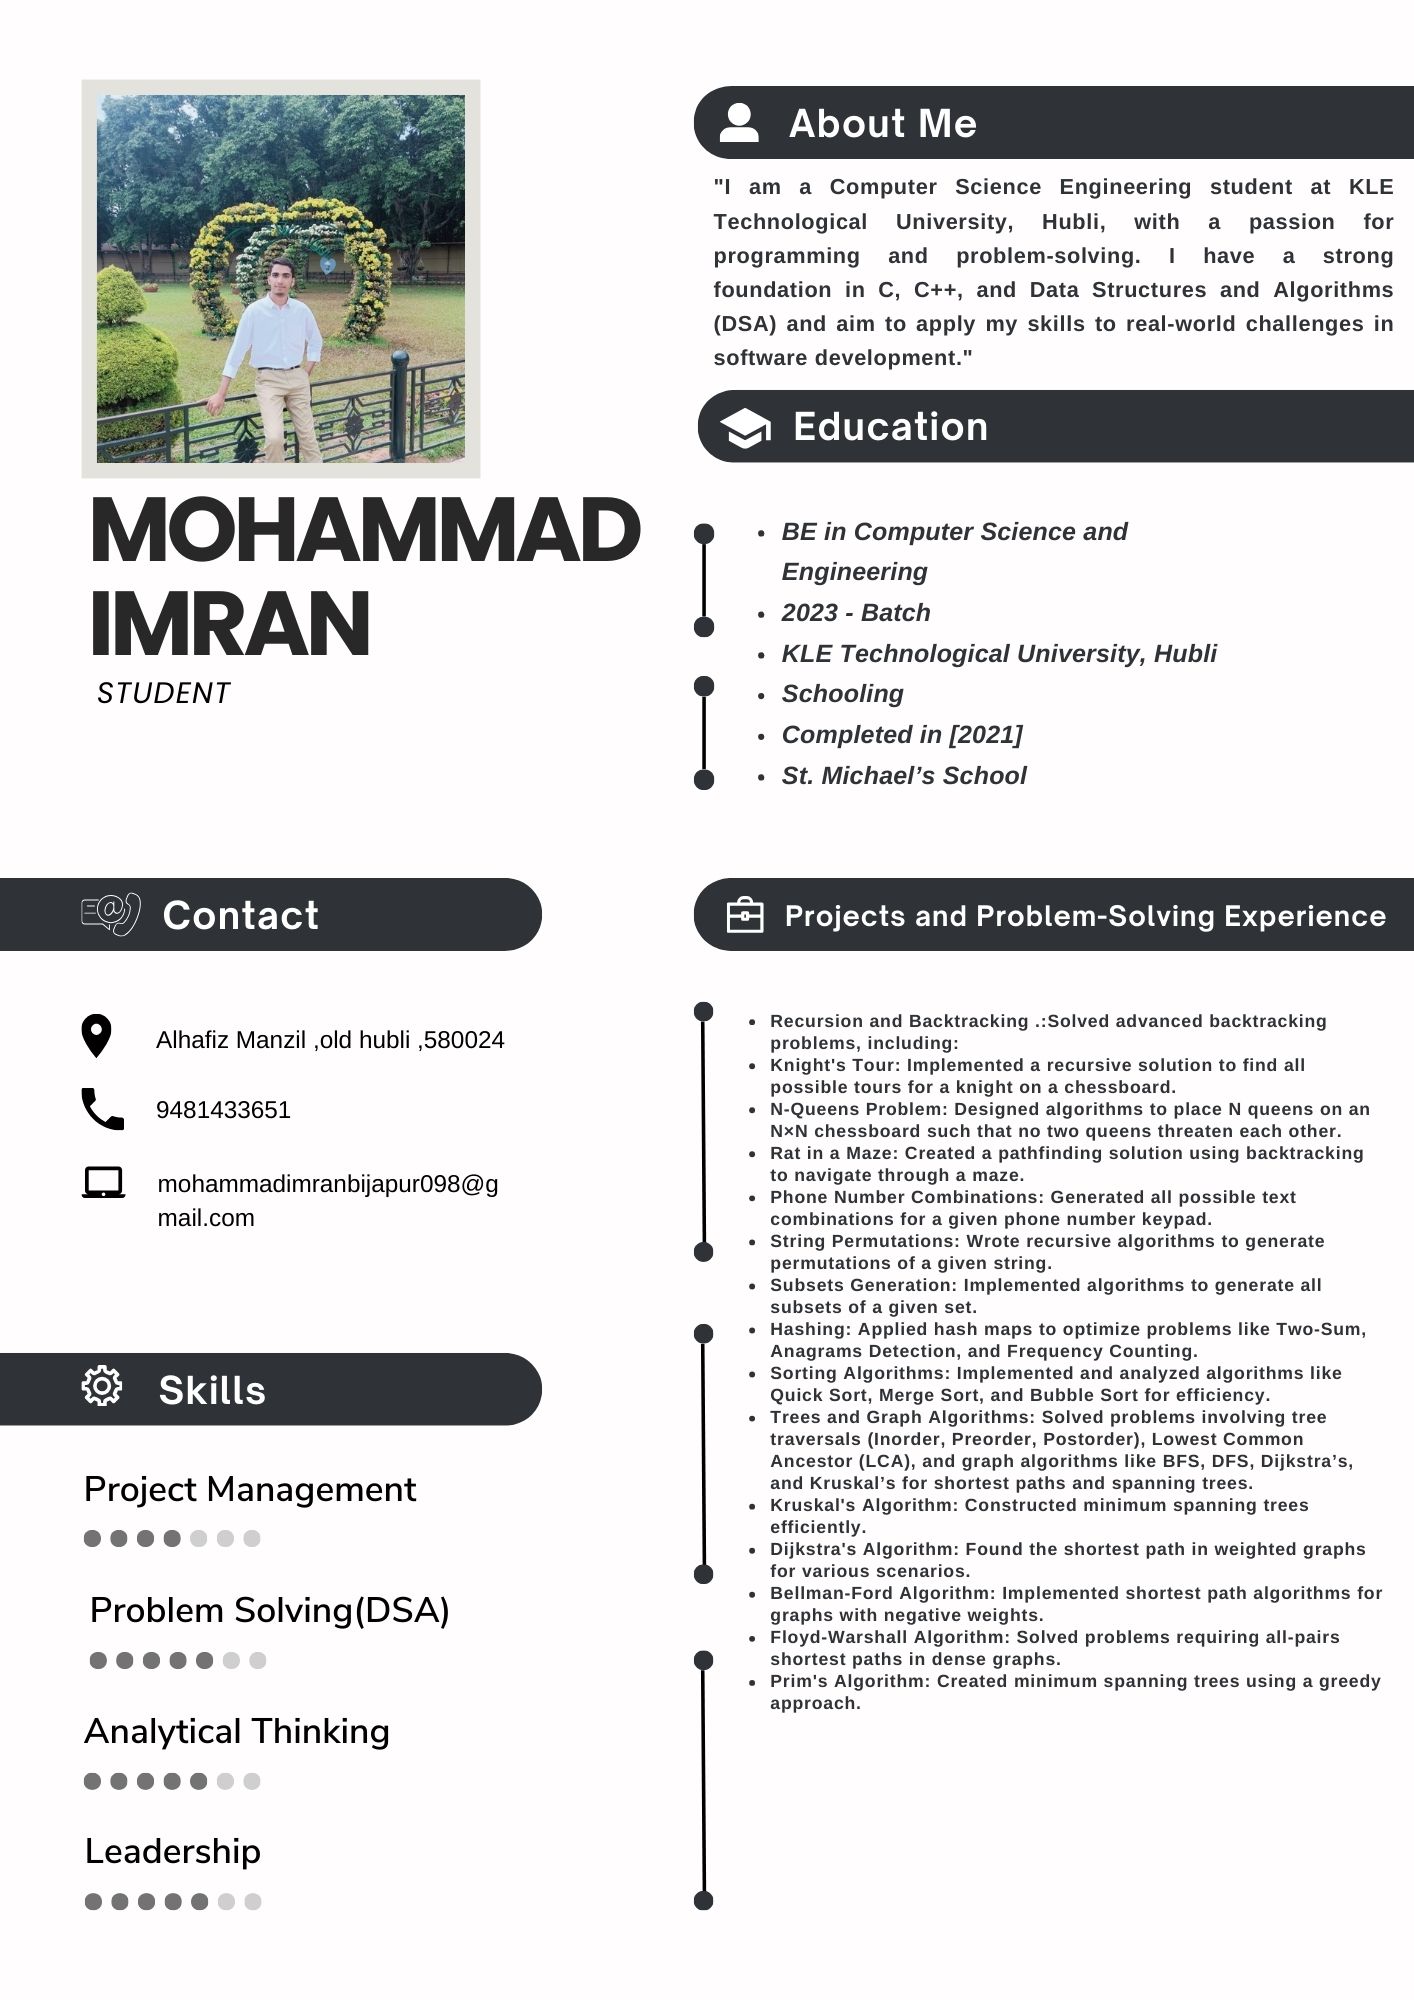 MOHAMMAD
IMRAN
STUDENT
About Me
"I am a Computer Science Engineering student at KLE
Technological University, Hubli, with a passion for
programming and problem-solving. I have a strong
foundation in C, C++, and Data Structures and Algorithms
(DSA) and aim to apply my skills to real-world challenges in
software development."
Education
• BE in Computer Science and
Engineering
• 2023 - Batch
• KLE Technological University, Hubli
• Schooling
• Completed in [2021]
• St. Michael’s School
Contact
Alhafiz Manzil ,old hubli ,580024
9481433651
mohammadimranbijapur098@g
mail.com
Skills
Project Management
Problem Solving(DSA)
Analytical Thinking
Leadership
Projects and Problem-Solving Experience
• Recursion and Backtracking .:Solved advanced backtracking
problems, including:
• Knight's Tour: Implemented a recursive solution to find all
possible tours for a knight on a chessboard.
• N-Queens Problem: Designed algorithms to place N queens on an
N×N chessboard such that no two queens threaten each other.
• Rat in a Maze: Created a pathfinding solution using backtracking
to navigate through a maze.
• Phone Number Combinations: Generated all possible text
combinations for a given phone number keypad.
• String Permutations: Wrote recursive algorithms to generate
permutations of a given string.
• Subsets Generation: Implemented algorithms to generate all
subsets of a given set.
• Hashing: Applied hash maps to optimize problems like Two-Sum,
Anagrams Detection, and Frequency Counting.
• Sorting Algorithms: Implemented and analyzed algorithms like
Quick Sort, Merge Sort, and Bubble Sort for efficiency.
• Trees and Graph Algorithms: Solved problems involving tree
traversals (Inorder, Preorder, Postorder), Lowest Common
Ancestor (LCA), and graph algorithms like BFS, DFS, Dijkstra’s,
and Kruskal’s for shortest paths and spanning trees.
• Kruskal's Algorithm: Constructed minimum spanning trees
efficiently.
• Dijkstra's Algorithm: Found the shortest path in weighted graphs
for various scenarios.
• Bellman-Ford Algorithm: Implemented shortest path algorithms for
graphs with negative weights.
• Floyd-Warshall Algorithm: Solved problems requiring all-pairs
shortest paths in dense graphs.
• Prim's Algorithm: Created minimum spanning trees using a greedy
approach.